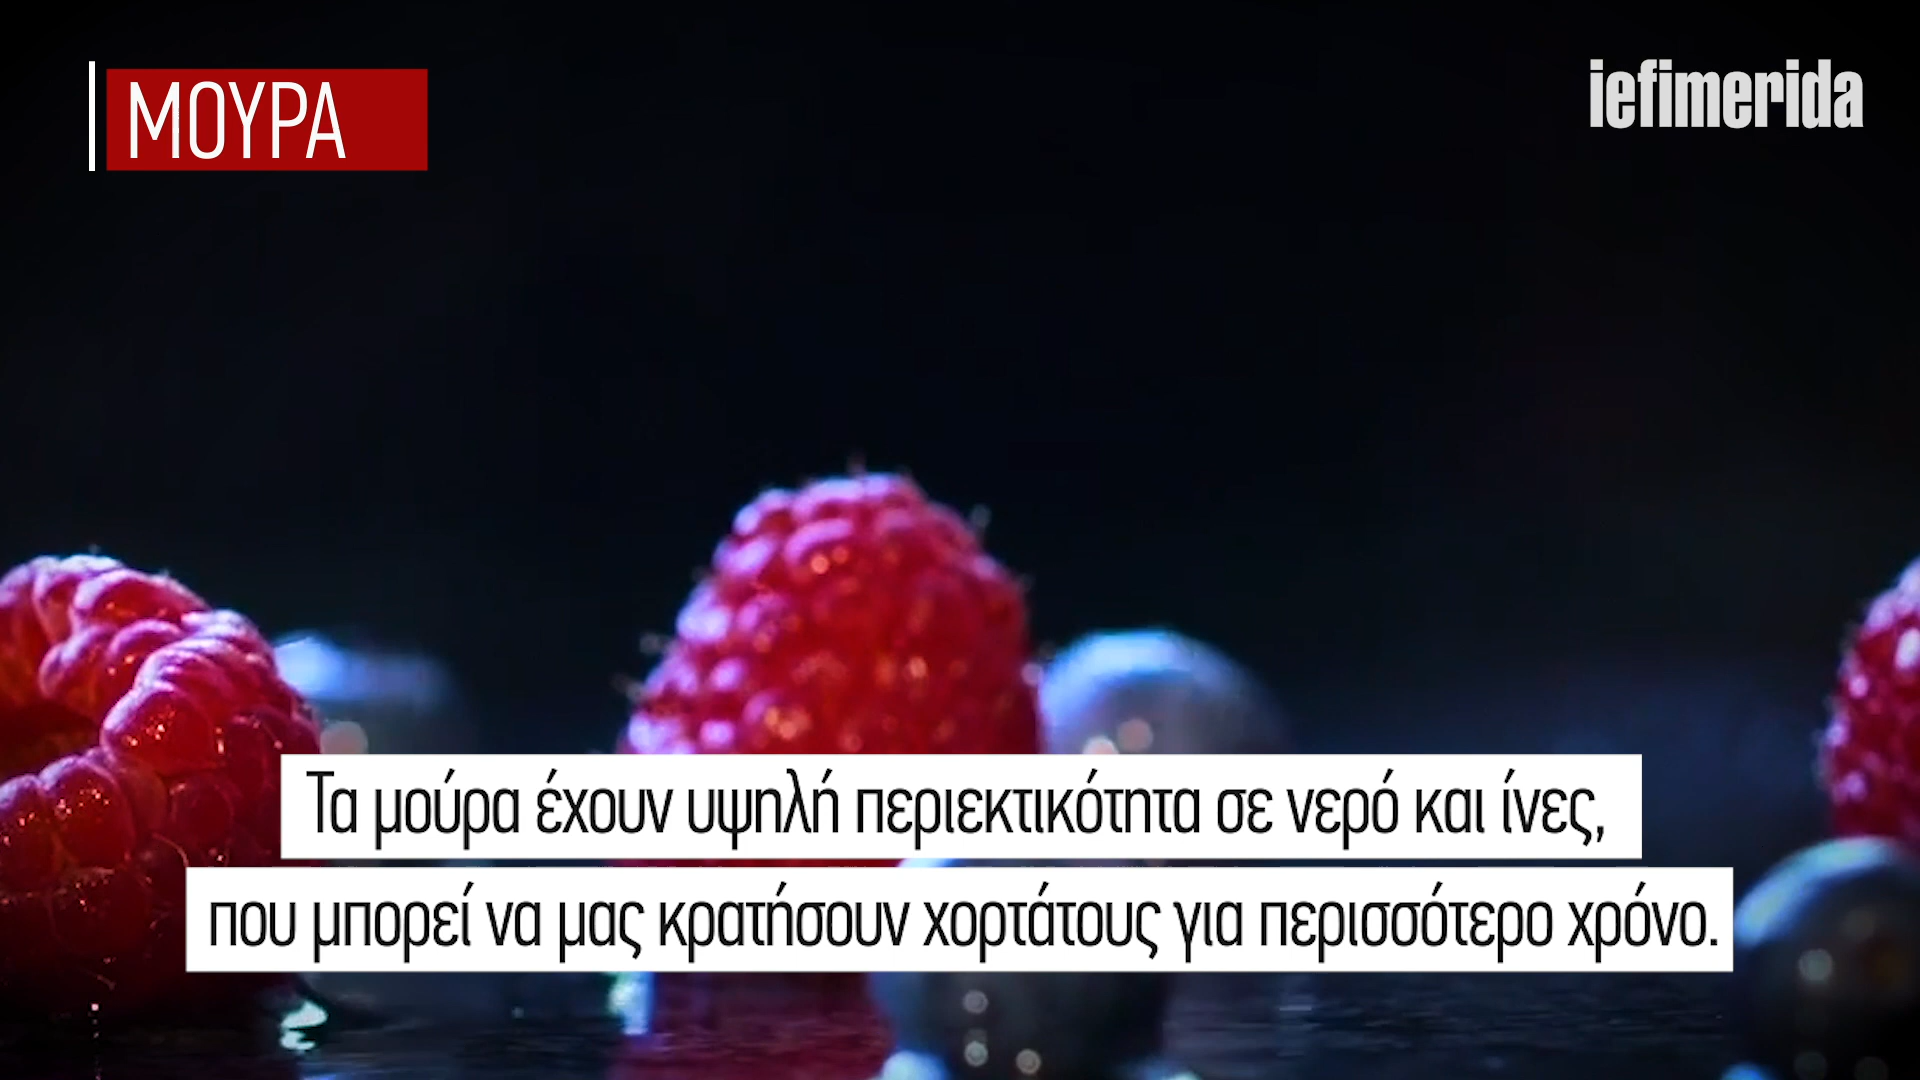 ΜΟΥΡΑ
iefimerida
Τα μούρα έχουν υψηλή περιεκτικότητα σε νερό και ίνες,
που μπορεί να μας κρατήσουν χορτάτους για περισσότερο χρόνο.